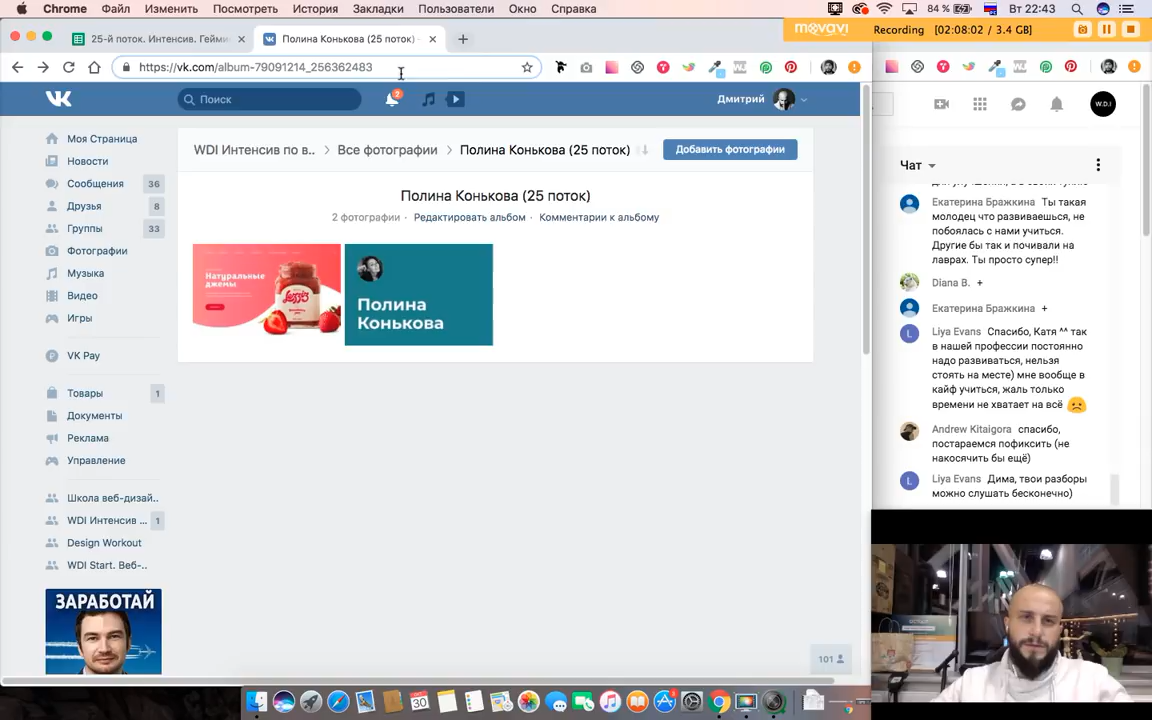 Chrome Файл Изменить Посмотреть История Закладки Пользователи Окно Справка
84 % Вт 22:43
25-й поток. Интенсив. Гейми
Полина Конькова (25 поток) -
movavi Recording [02:08:02 / 3.4 GB]
https://vk.com/album-79091214_256362483
Поиск
2
Дмитрий
W.D.I
Моя Страница
Новости
Сообщения 36
Друзья 8
Группы 33
Фотографии
Музыка
Видео
Игры
VK Pay
Товары 1
Документы
Реклама
Управление
Школа веб-дизай..
WDI Интенсив ... 1
Design Workout
WDI Start. Веб-..
ЗАРАБОТАЙ
WDI Интенсив по в.. Все фотографии Полина Конькова (25 поток)
Добавить фотографии
Полина Конькова (25 поток)
2 фотографии · Редактировать альбом · Комментарии к альбому
Натуральные
джемы
Полина
Конькова
101
Чат
Екатерина Бражкина Ты такая
молодец что развиваешься, не
побоялась с нами учиться.
Другие бы так и почивали на
лаврах. Ты просто супер!!
Diana B. +
Екатерина Бражкина +
L Liya Evans Спасибо, Катя ^^ так
в нашей профессии постоянно
надо развиваться, нельзя
стоять на месте) мне вообще в
кайф учиться, жаль только
времени не хватает на всё
Andrew Kitaigora спасибо,
постараемся пофиксить (не
накосячить бы ещё)
L Liya Evans Дима, твои разборы
можно слушать бесконечно)
30